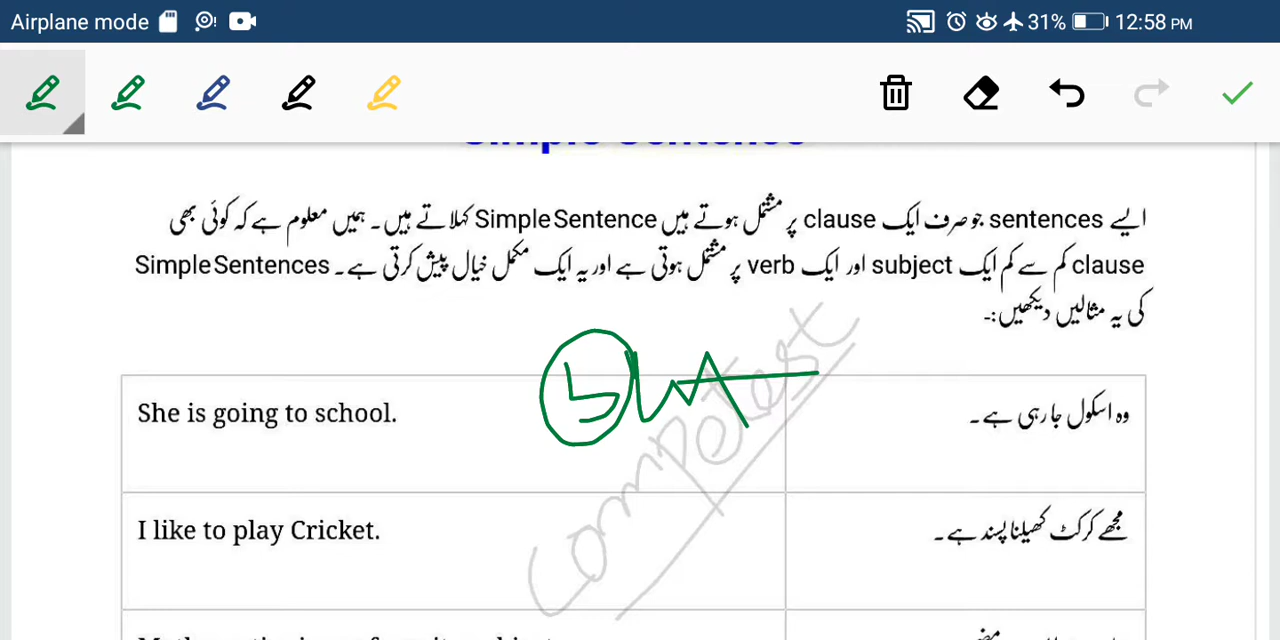 Airplane mode 31% 12:58 PM
Simple Sentence
ایسے sentences جو صرف ایک clause پر مشتمل ہوتے ہیں Simple Sentence کہلاتے ہیں۔ ہمیں معلوم ہے کہ کوئی بھی
clause کم سے کم ایک subject اور ایک verb پر مشتمل ہوتی ہے اور یہ ایک مکمل خیال پیش کرتی ہے۔ Simple Sentences
کی یہ مثالیں دیکھیں:۔
She is going to school.
وہ اسکول جا رہی ہے۔
I like to play Cricket.
مجھے کرکٹ کھیلنا پسند ہے۔
competest